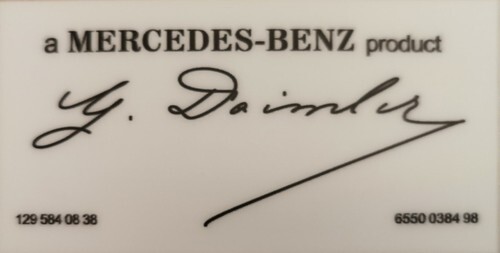 a MERCEDES-BENZ product
G. Daimler
129 584 08 38 6550 0384 98